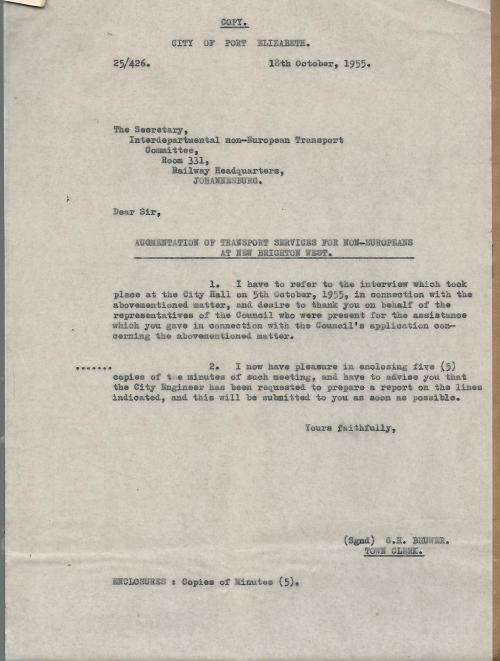 COPY.
CITY OF PORT ELIZABETH.
25/426. 18th October, 1955.
The Secretary,
Interdepartmental non-European Transport
Committee,
Room 331,
Railway Headquarters,
JOHANNESBURG.
Dear Sir,
AUGMENTATION OF TRANSPORT SERVICES FOR NON-EUROPEANS
AT NEW BRIGHTON WEST.
1. I have to refer to the interview which took
place at the City Hall on 5th October, 1955, in connection with the
abovementioned matter, and desire to thank you on behalf of the
representatives of the Council who were present for the assistance
which you gave in connection with the Council's application con-
cerning the abovementioned matter.
....... 2. I now have pleasure in enclosing five (5)
copies of the minutes of such meeting, and have to advise you that
the City Engineer has been requested to prepare a report on the lines
indicated, and this will be submitted to you as soon as possible.
Yours faithfully,
(Sgnd) G.H. BRUWER.
TOWN CLERK.
ENCLOSURES : Copies of Minutes (5).